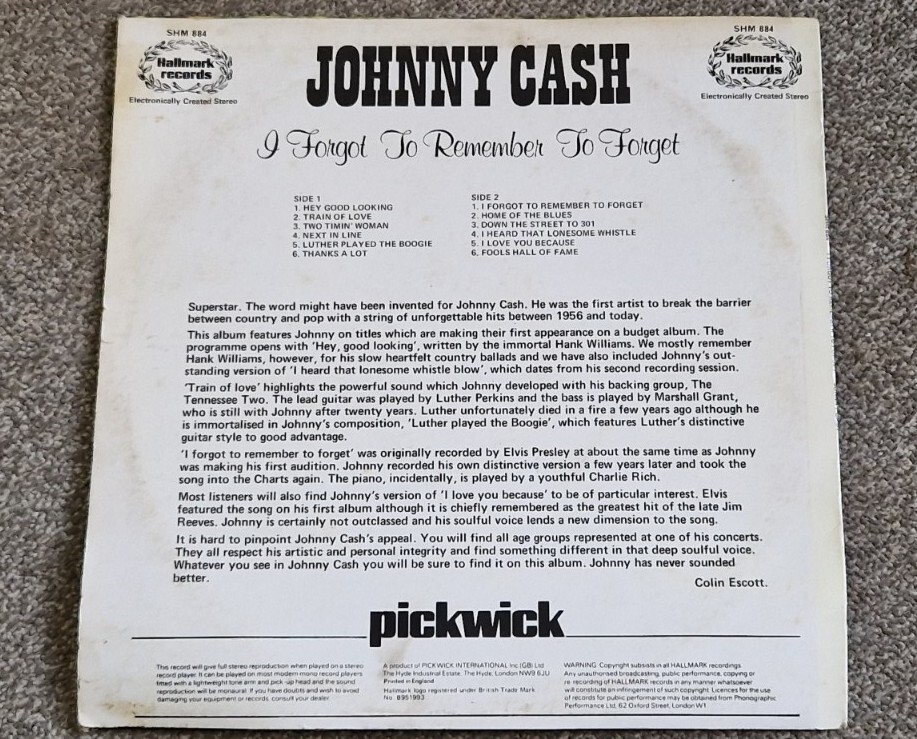 SHM 884
Hallmark
records
Electronically Created Stereo
JOHNNY CASH
SHM 884
Hallmark
records
Electronically Created Stereo
I Forgot To Remember To Forget
SIDE 1
1. HEY GOOD LOOKING
2. TRAIN OF LOVE
3. TWO TIMIN' WOMAN
4. NEXT IN LINE
5. LUTHER PLAYED THE BOOGIE
6. THANKS A LOT
SIDE 2
1. I FORGOT TO REMEMBER TO FORGET
2. HOME OF THE BLUES
3. DOWN THE STREET TO 301
4. I HEARD THAT LONESOME WHISTLE
5. I LOVE YOU BECAUSE
6. FOOLS HALL OF FAME
Superstar. The word might have been invented for Johnny Cash. He was the first artist to break the barrier
between country and pop with a string of unforgettable hits between 1956 and today.
This album features Johnny on titles which are making their first appearance on a budget album. The
programme opens with 'Hey, good looking', written by the immortal Hank Williams. We mostly remember
Hank Williams, however, for his slow heartfelt country ballads and we have also included Johnny's out-
standing version of 'I heard that lonesome whistle blow', which dates from his second recording session.
'Train of love' highlights the powerful sound which Johnny developed with his backing group, The
Tennessee Two. The lead guitar was played by Luther Perkins and the bass is played by Marshall Grant,
who is still with Johnny after twenty years. Luther unfortunately died in a fire a few years ago although he
is immortalised in Johnny's composition, 'Luther played the Boogie', which features Luther's distinctive
guitar style to good advantage.
'I forgot to remember to forget' was originally recorded by Elvis Presley at about the same time as Johnny
was making his first audition. Johnny recorded his own distinctive version a few years later and took the
song into the Charts again. The piano, incidentally, is played by a youthful Charlie Rich.
Most listeners will also find Johnny's version of 'I love you because' to be of particular interest. Elvis
featured the song on his first album although it is chiefly remembered as the greatest hit of the late Jim
Reeves. Johnny is certainly not outclassed and his soulful voice lends a new dimension to the song.
It is hard to pinpoint Johnny Cash's appeal. You will find all age groups represented at one of his concerts.
They all respect his artistic and personal integrity and find something different in that deep soulful voice.
Whatever you see in Johnny Cash you will be sure to find it on this album. Johnny has never sounded
better.
Colin Escott.
pickwick
This record will give full stereo reproduction when played on a stereo
record player. It can be played on most modern mono record players
fitted with a lightweight tone arm and pick-up head and the sound
reproduction will be monaural. If you have doubts and wish to avoid
damaging your equipment or records, consult your dealer.
A product of PICKWICK INTERNATIONAL Inc (GB) Ltd
The Hyde Industrial Estate, The Hyde, London NW9 6JU
Printed in England
Hallmark logo registered under British Trade Mark
No. B951993
WARNING: Copyright subsists in all HALLMARK recordings
Any unauthorised broadcasting, public performance, copying or
re-recording of HALLMARK records in any manner whatsoever
will constitute an infringement of such copyright. Licences for the use
of records for public performance may be obtained from Phonographic
Performance Ltd, 62 Oxford Street, London W1